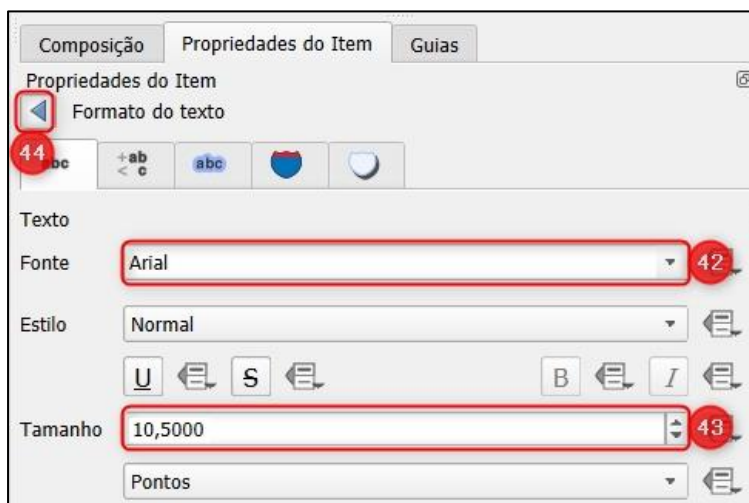 Composição Propriedades do Item Guias
Propriedades do Item
Formato do texto
44
abc +ab < c abc
Texto
Fonte Arial 42
Estilo Normal
U S B I
Tamanho 10,5000 43
Pontos